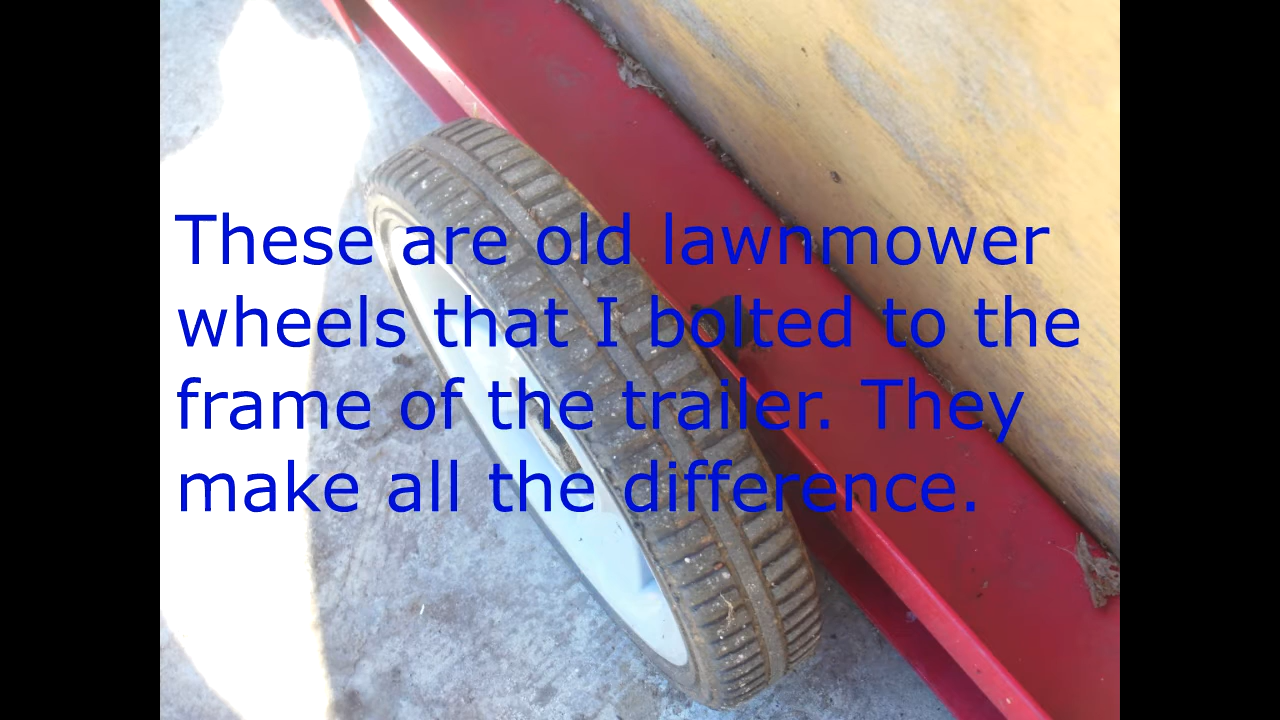 These are old lawnmower
wheels that I bolted to the
frame of the trailer. They
make all the difference.